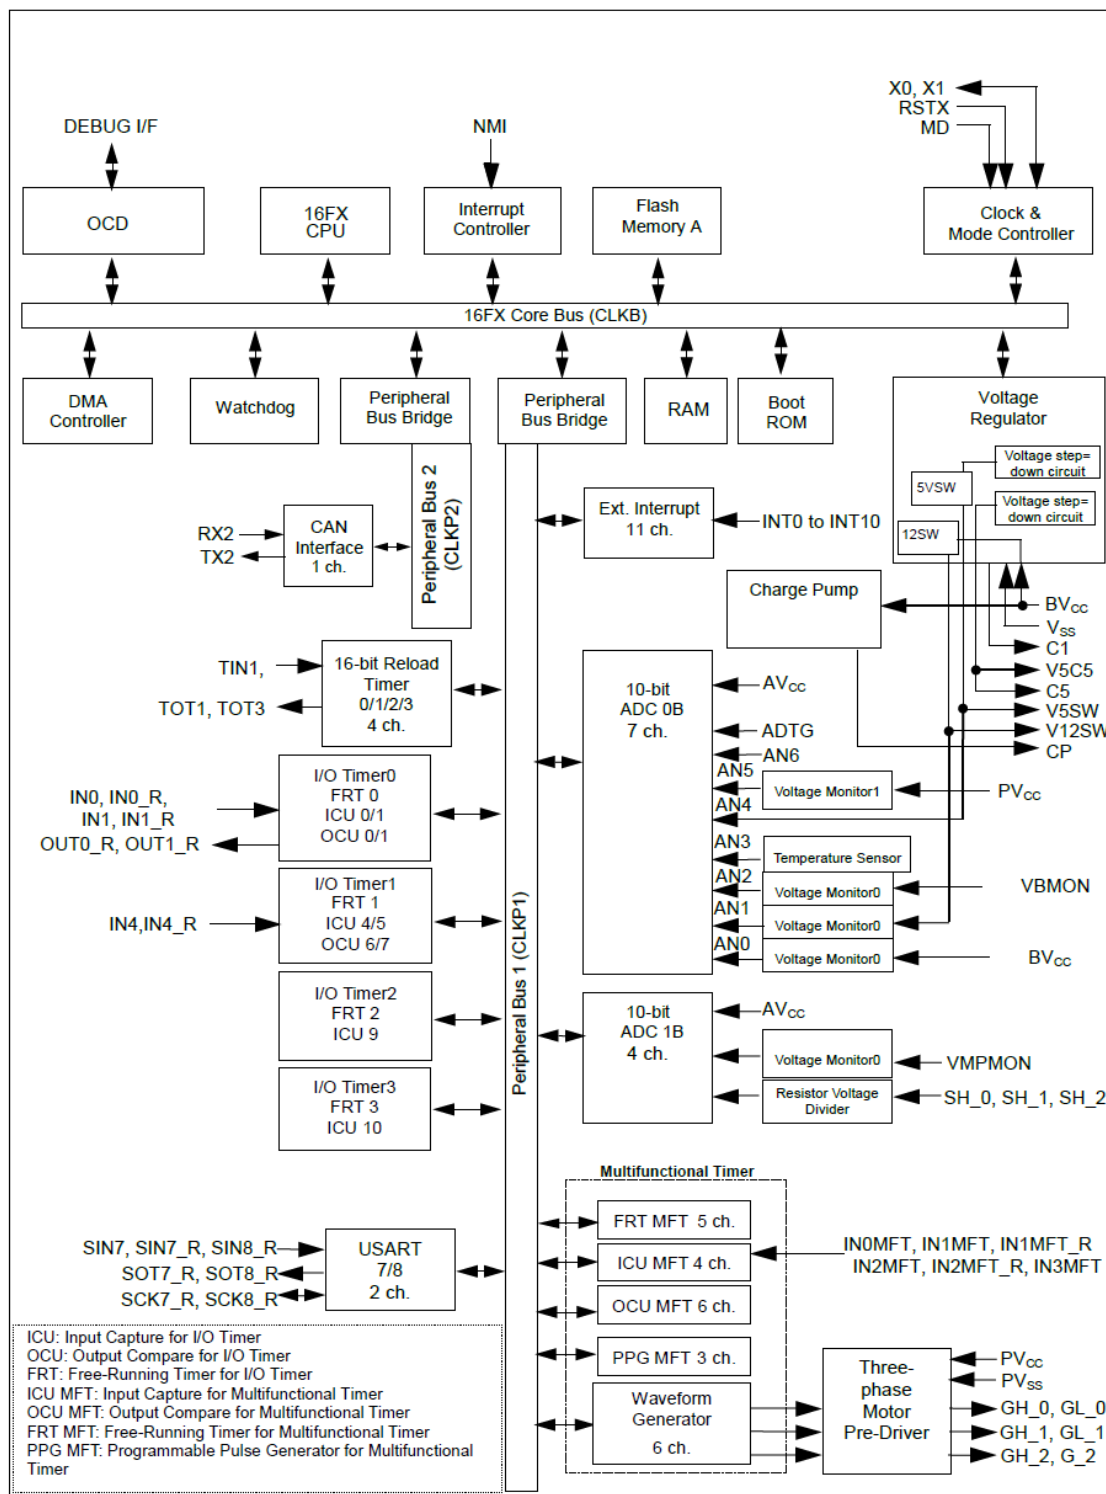 X0, X1
RSTX
MD
DEBUG I/F
NMI
OCD
16FX
CPU
Interrupt
Controller
Flash
Memory A
Clock &
Mode Controller
16FX Core Bus (CLKB)
DMA
Controller
Watchdog
Peripheral
Bus Bridge
Peripheral
Bus Bridge
RAM
Boot
ROM
Voltage
Regulator
Voltage step=
down circuit
5VSW
Voltage step=
down circuit
12SW
Peripheral Bus 2
(CLKP2)
RX2
TX2
CAN
Interface
1 ch.
Ext. Interrupt
11 ch.
INT0 to INT10
Charge Pump
BVCC
VSS
C1
V5C5
C5
V5SW
V12SW
CP
TIN1,
TOT1, TOT3
16-bit Reload
Timer
0/1/2/3
4 ch.
10-bit
ADC 0B
7 ch.
AVCC
ADTG
AN6
AN5
Voltage Monitor1
PVCC
AN4
AN3
Temperature Sensor
AN2
Voltage Monitor0
VBMON
AN1
Voltage Monitor0
AN0
Voltage Monitor0
BVCC
IN0, IN0_R,
IN1, IN1_R
OUT0_R, OUT1_R
I/O Timer0
FRT 0
ICU 0/1
OCU 0/1
IN4,IN4_R
I/O Timer1
FRT 1
ICU 4/5
OCU 6/7
Peripheral Bus 1 (CLKP1)
I/O Timer2
FRT 2
ICU 9
I/O Timer3
FRT 3
ICU 10
10-bit
ADC 1B
4 ch.
AVCC
Voltage Monitor0
VMPMON
Resistor Voltage
Divider
SH_0, SH_1, SH_2
Multifunctional Timer
FRT MFT 5 ch.
ICU MFT 4 ch.
OCU MFT 6 ch.
PPG MFT 3 ch.
Waveform
Generator
6 ch.
IN0MFT, IN1MFT, IN1MFT_R
IN2MFT, IN2MFT_R, IN3MFT
SIN7, SIN7_R, SIN8_R
SOT7_R, SOT8_R
SCK7_R, SCK8_R
USART
7/8
2 ch.
Three-
phase
Motor
Pre-Driver
PVCC
PVSS
GH_0, GL_0
GH_1, GL_1
GH_2, G_2
ICU: Input Capture for I/O Timer
OCU: Output Compare for I/O Timer
FRT: Free-Running Timer for I/O Timer
ICU MFT: Input Capture for Multifunctional Timer
OCU MFT: Output Compare for Multifunctional Timer
FRT MFT: Free-Running Timer for Multifunctional Timer
PPG MFT: Programmable Pulse Generator for Multifunctional
Timer